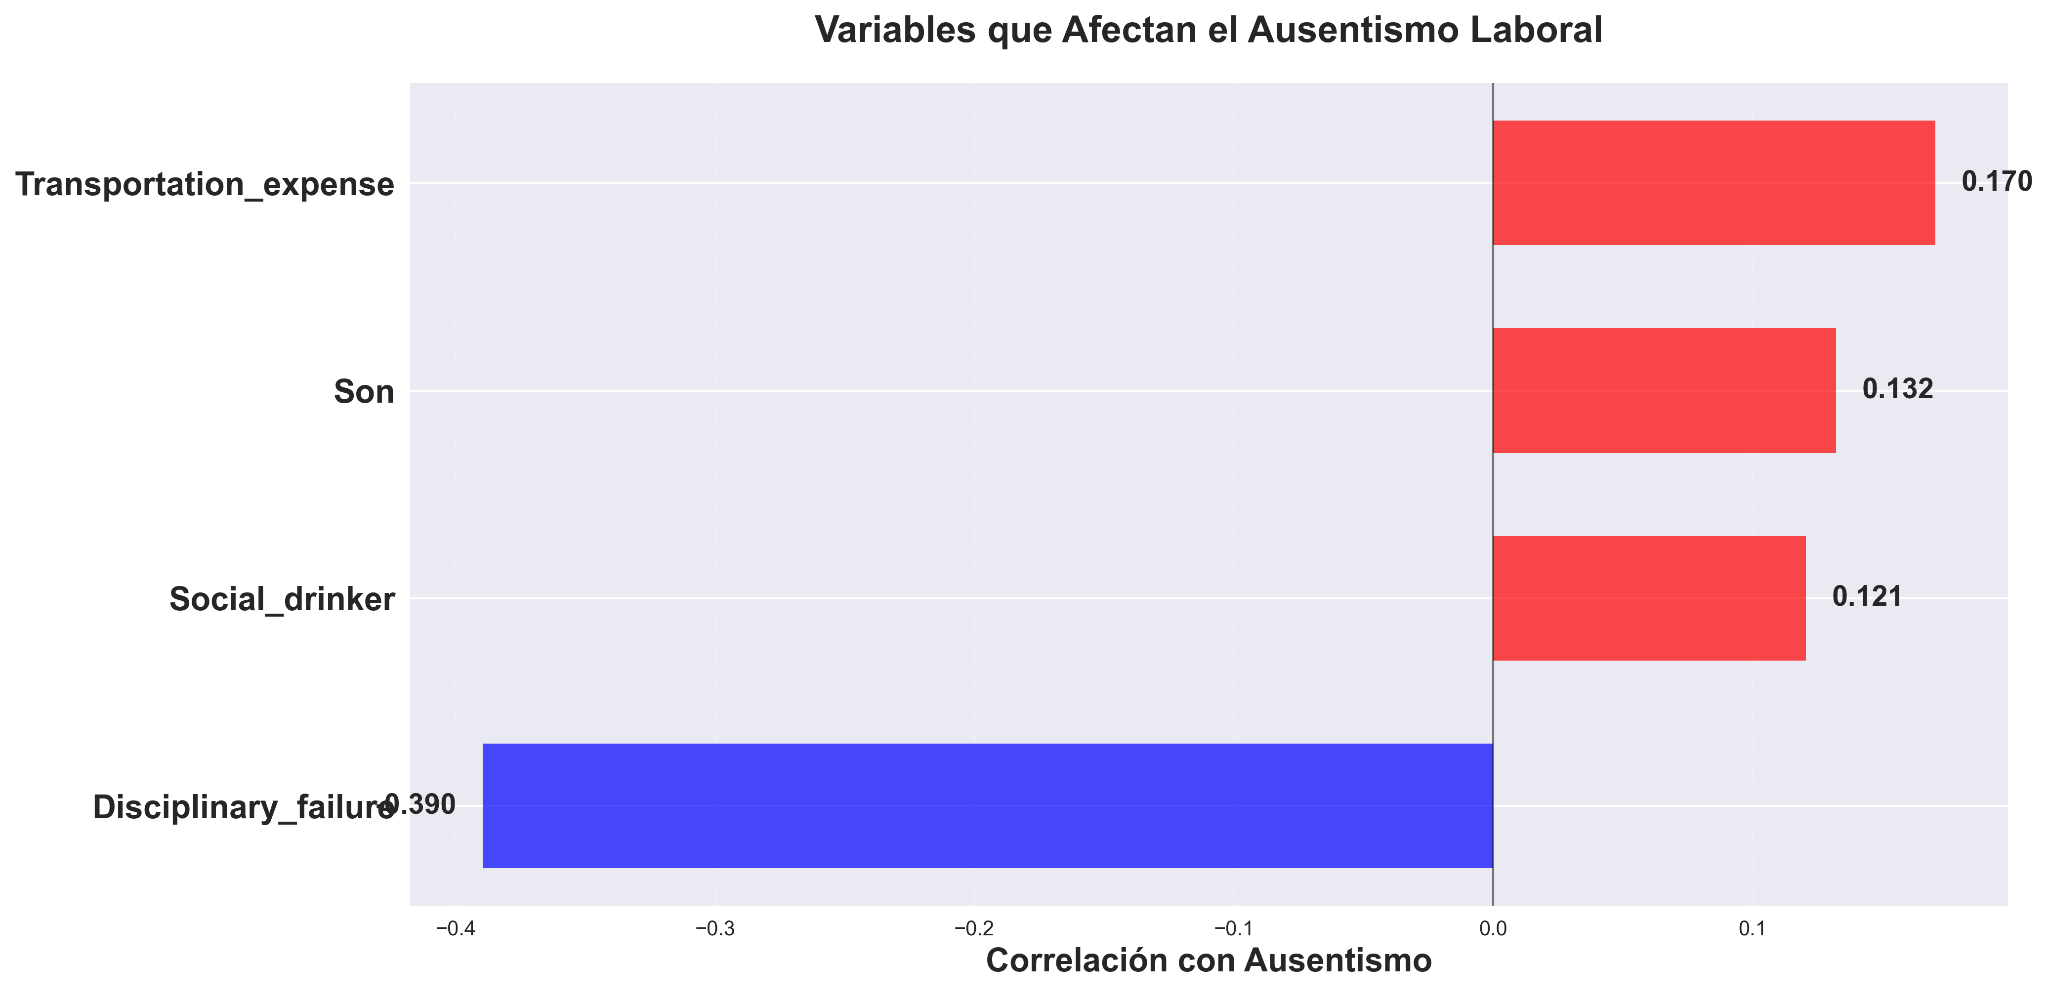 Variables que Afectan el Ausentismo Laboral
Transportation_expense
0.170
Son
0.132
Social_drinker
0.121
Disciplinary_failure
-0.390
−0.4
−0.3
−0.2
−0.1
0.0
0.1
Correlación con Ausentismo